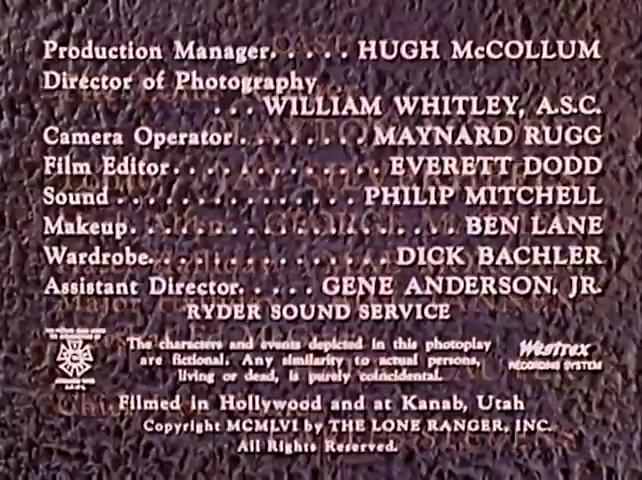 Production Manager. . . . . HUGH McCOLLUM
Director of Photography
. . . WILLIAM WHITLEY, A.S.C.
Camera Operator . . . . . . . . MAYNARD RUGG
Film Editor . . . . . . . . . . . . . EVERETT DODD
Sound . . . . . . . . . . . . . . . PHILIP MITCHELL
Makeup. . . . . . . . . . . . . . . . . . . . BEN LANE
Wardrobe. . . . . . . . . . . . . . . DICK BACHLER
Assistant Director. . . . . GENE ANDERSON, JR.
RYDER SOUND SERVICE
The characters and events depicted in this photoplay
are fictional. Any similarity to actual persons,
living or dead, is purely coincidental.
Westrex
RECORDING SYSTEM
Filmed in Hollywood and at Kanab, Utah
Copyright MCMLVI by THE LONE RANGER, INC.
All Rights Reserved.